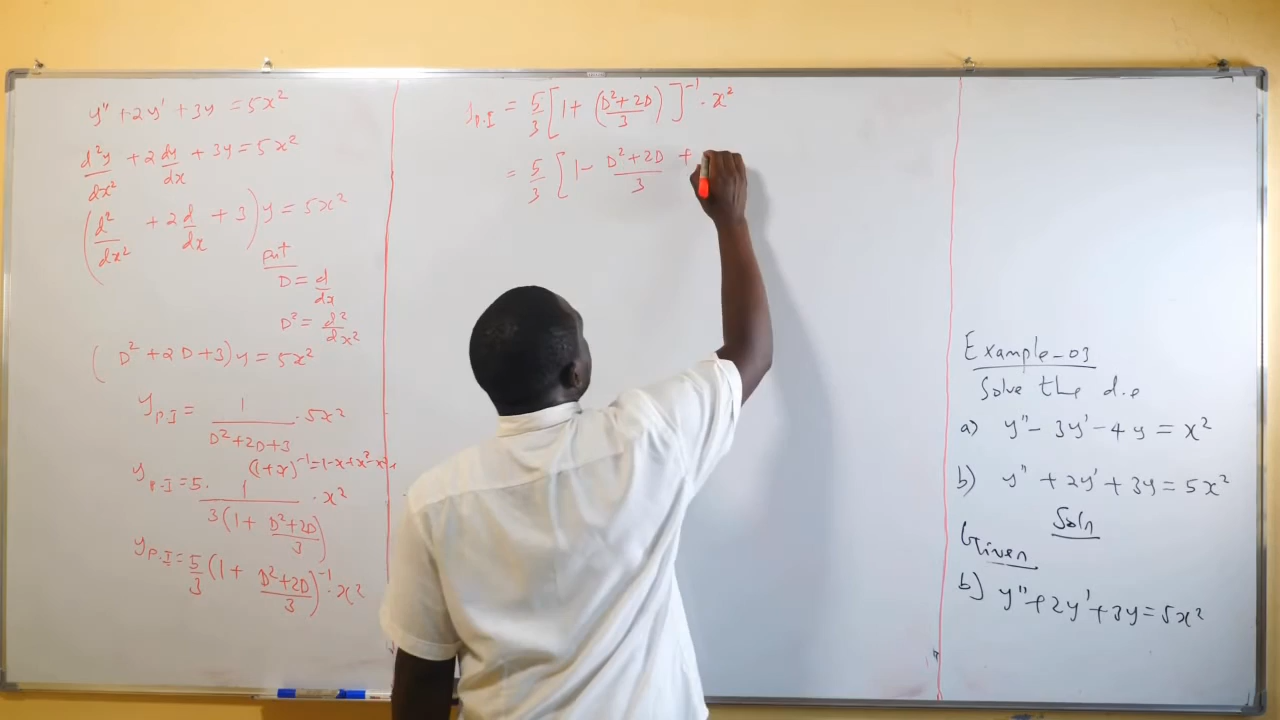 y'' + 2y' + 3y = 5x²
d²y/dx² + 2 dy/dx + 3y = 5x²
(d²/dx² + 2 d/dx + 3) y = 5x²
put
D = d/dx
D² = d²/dx²
(D² + 2D + 3) y = 5x²
y_P.I = 1/(D² + 2D + 3) · 5x²
(1+x)⁻¹ = 1 - x + x² - x³ +
y_P.I = 5 · 1/(3(1 + (D² + 2D)/3)) · x²
y_P.I = 5/3 (1 + (D² + 2D)/3)⁻¹ · x²
y_P.I = 5/3 [1 + ((D² + 2D)/3)]⁻¹ · x²
= 5/3 [1 - (D² + 2D)/3 +
Example-03
Solve the d.e
a) y'' - 3y' - 4y = x²
b) y'' + 2y' + 3y = 5x²
Soln
Given
b) y'' + 2y' + 3y = 5x²